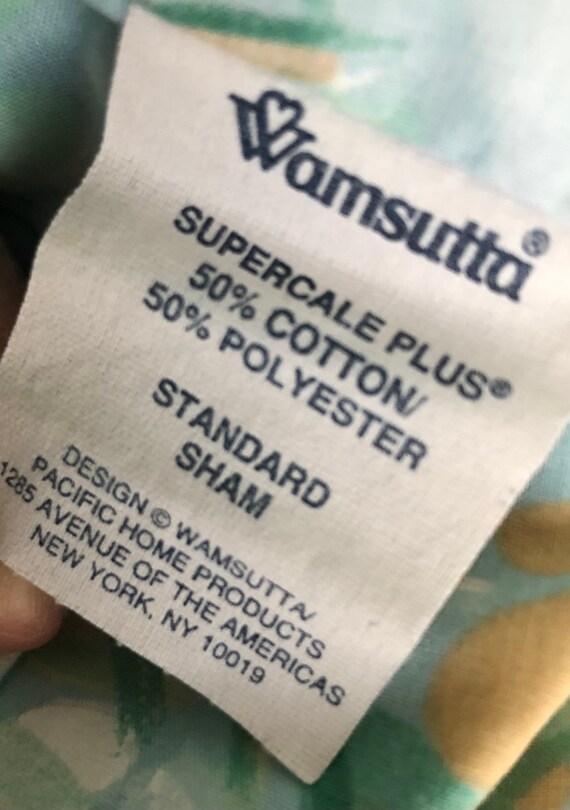 Wamsutta®
SUPERCALE PLUS®
50% COTTON/
50% POLYESTER
STANDARD
SHAM
DESIGN © WAMSUTTA/
PACIFIC HOME PRODUCTS
1285 AVENUE OF THE AMERICAS
NEW YORK, NY 10019